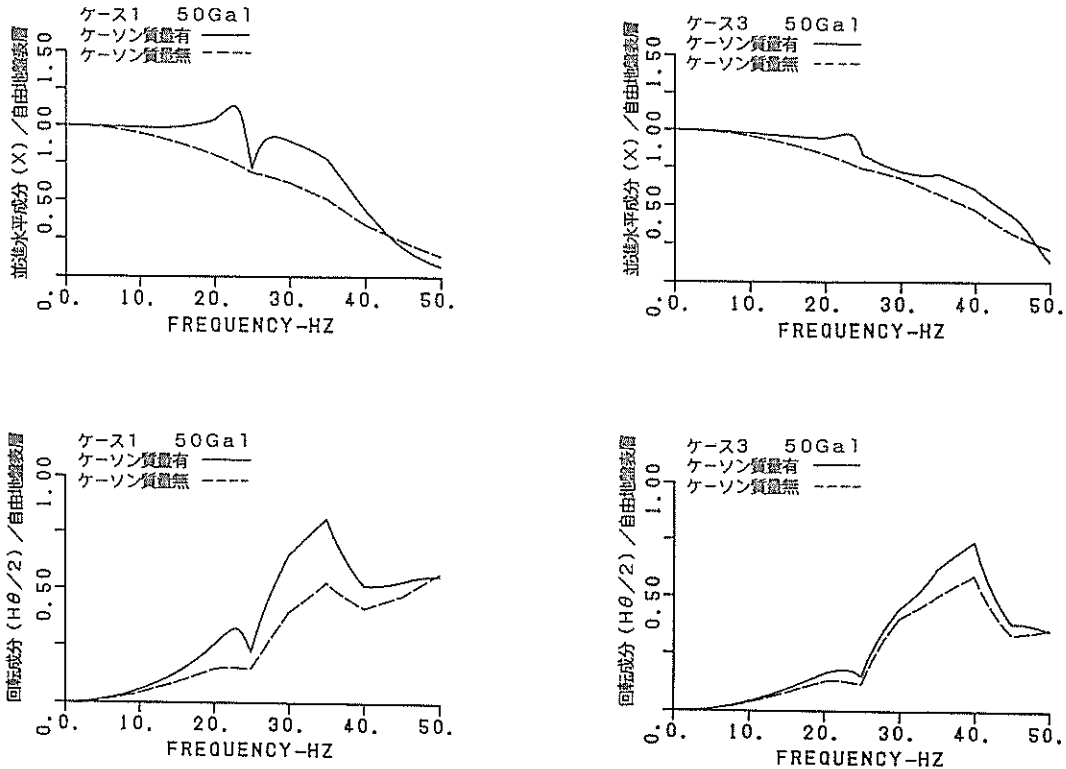 ケース1 50Gal
ケーソン質量有
ケーソン質量無
並進水平成分(X)/自由地盤表層
0.0 0.50 1.00 1.50
0. 10. 20. 30. 40. 50.
FREQUENCY-HZ
ケース3 50Gal
ケーソン質量有
ケーソン質量無
並進水平成分(X)/自由地盤表層
0.0 0.50 1.00 1.50
0. 10. 20. 30. 40. 50.
FREQUENCY-HZ
ケース1 50Gal
ケーソン質量有
ケーソン質量無
回転成分(Hθ/2)/自由地盤表層
0.0 0.50 1.00
0. 10. 20. 30. 40. 50.
FREQUENCY-HZ
ケース3 50Gal
ケーソン質量有
ケーソン質量無
回転成分(Hθ/2)/自由地盤表層
0.0 0.50 1.00
0. 10. 20. 30. 40. 50.
FREQUENCY-HZ